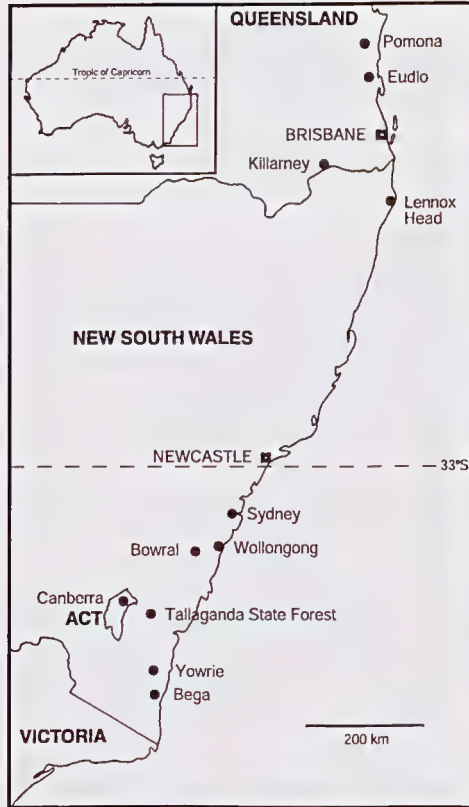 QUEENSLAND
Pomona
Tropic of Capricorn
Eudlo
BRISBANE
Killarney
Lennox
Head
NEW SOUTH WALES
NEWCASTLE
33°S
Sydney
Bowral
Wollongong
Canberra
ACT
Tallaganda State Forest
Yowrie
Bega
VICTORIA
200 km